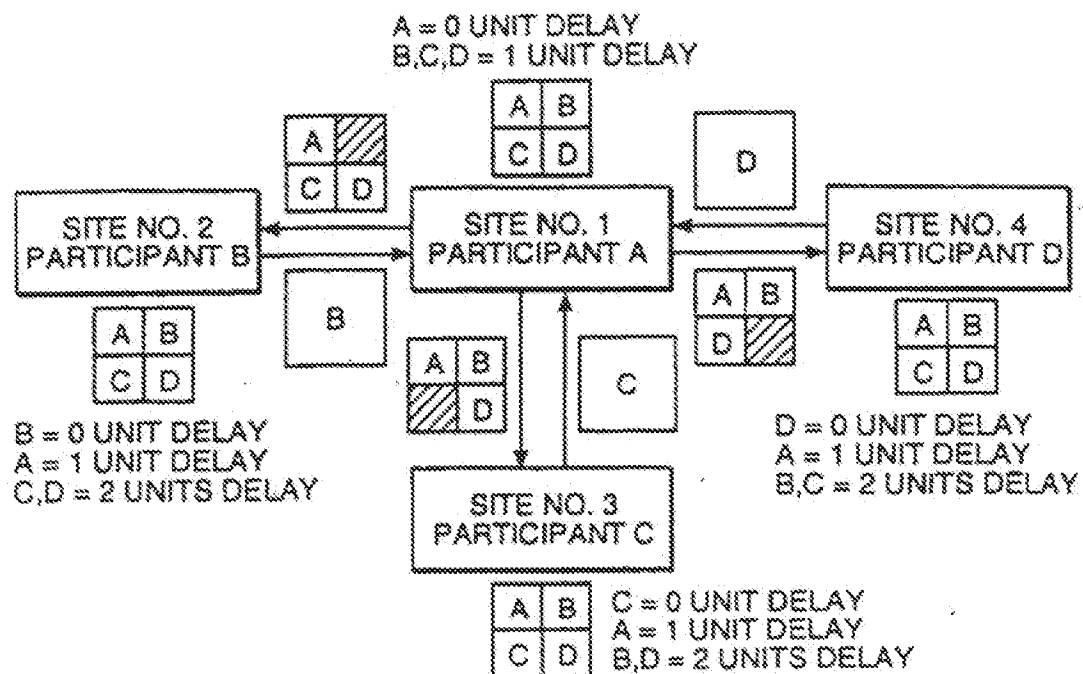 A = 0 UNIT DELAY
B,C,D = 1 UNIT DELAY
A B
C D
A
C D
D
SITE NO. 2
PARTICIPANT B
SITE NO. 1
PARTICIPANT A
SITE NO. 4
PARTICIPANT D
A B
C D
B
A B
D
C
A B
D
A B
C D
B = 0 UNIT DELAY
A = 1 UNIT DELAY
C,D = 2 UNITS DELAY
D = 0 UNIT DELAY
A = 1 UNIT DELAY
B,C = 2 UNITS DELAY
SITE NO. 3
PARTICIPANT C
A B
C D
C = 0 UNIT DELAY
A = 1 UNIT DELAY
B,D = 2 UNITS DELAY